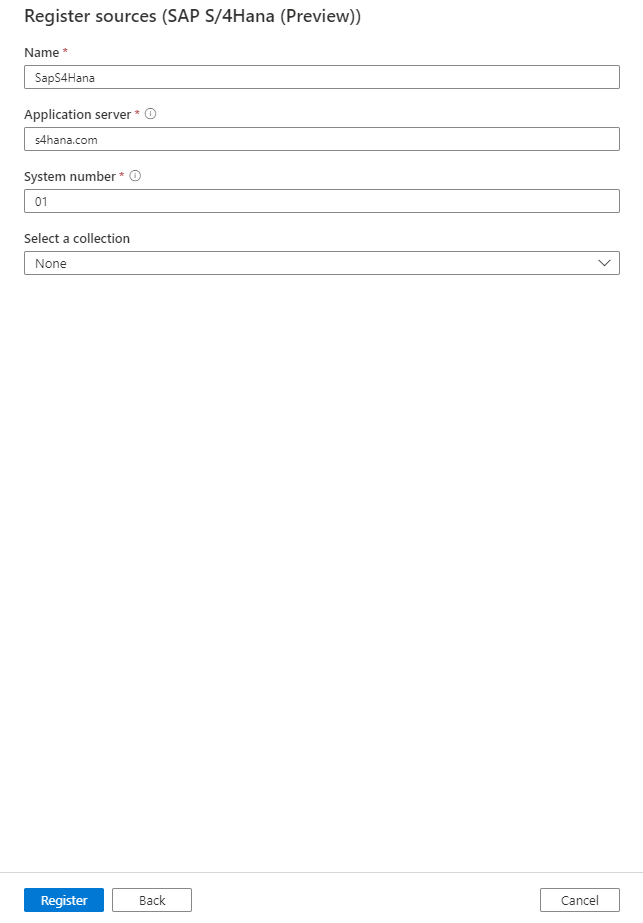 Register sources (SAP S/4Hana (Preview))
Name *
SapS4Hana
Application server *
s4hana.com
System number *
01
Select a collection
None
Register Back Cancel